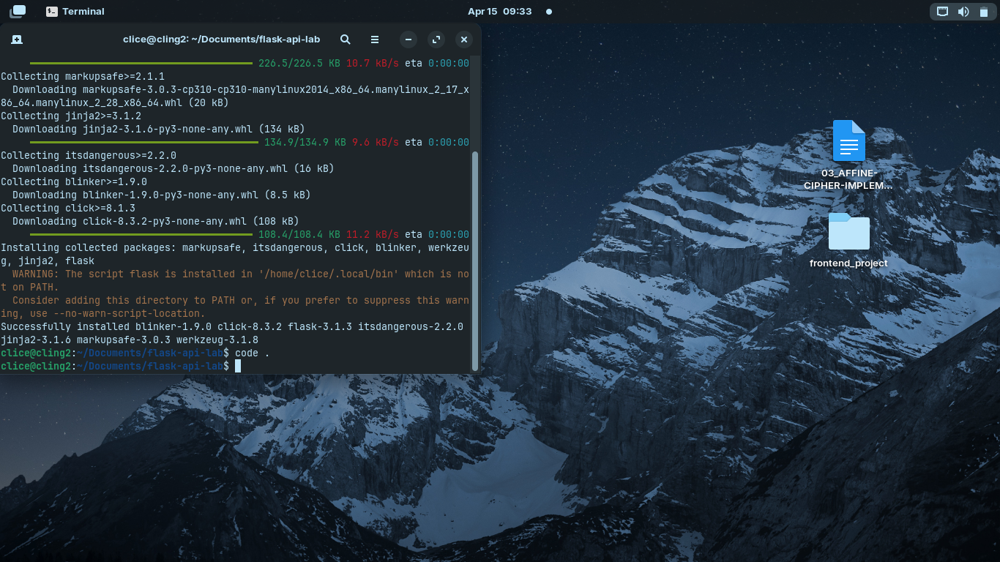 Terminal
Apr 15 09:33
clice@cling2: ~/Documents/flask-api-lab
226.5/226.5 KB 10.7 kB/s eta 0:00:00
Collecting markupsafe>=2.1.1
  Downloading markupsafe-3.0.3-cp310-cp310-manylinux2014_x86_64.manylinux_2_17_x
86_64.manylinux_2_28_x86_64.whl (20 kB)
Collecting jinja2>=3.1.2
  Downloading jinja2-3.1.6-py3-none-any.whl (134 kB)
134.9/134.9 KB 9.6 kB/s eta 0:00:00
Collecting itsdangerous>=2.2.0
  Downloading itsdangerous-2.2.0-py3-none-any.whl (16 kB)
Collecting blinker>=1.9.0
  Downloading blinker-1.9.0-py3-none-any.whl (8.5 kB)
Collecting click>=8.1.3
  Downloading click-8.3.2-py3-none-any.whl (108 kB)
108.4/108.4 KB 11.2 kB/s eta 0:00:00
Installing collected packages: markupsafe, itsdangerous, click, blinker, werkzeu
g, jinja2, flask
  WARNING: The script flask is installed in '/home/clice/.local/bin' which is no
t on PATH.
  Consider adding this directory to PATH or, if you prefer to suppress this warn
ing, use --no-warn-script-location.
Successfully installed blinker-1.9.0 click-8.3.2 flask-3.1.3 itsdangerous-2.2.0
jinja2-3.1.6 markupsafe-3.0.3 werkzeug-3.1.8
clice@cling2:~/Documents/flask-api-lab$ code .
clice@cling2:~/Documents/flask-api-lab$
03_AFFINE-
CIPHER-IMPLEM...
frontend_project